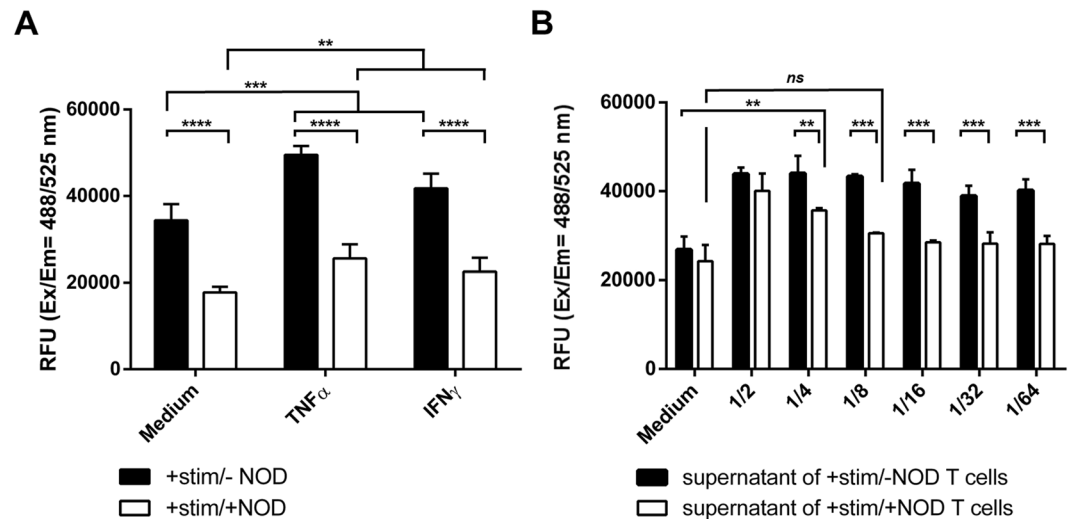 A
**
***
RFU (Ex/Em= 488/525 nm)
60000
40000
20000
0
****
****
****
Medium
TNFα
IFNγ
+stim/- NOD
+stim/+NOD
B
ns
**
RFU (Ex/Em= 488/525 nm)
60000
40000
20000
0
**
***
***
***
***
Medium
1/2
1/4
1/8
1/16
1/32
1/64
supernatant of +stim/-NOD T cells
supernatant of +stim/+NOD T cells